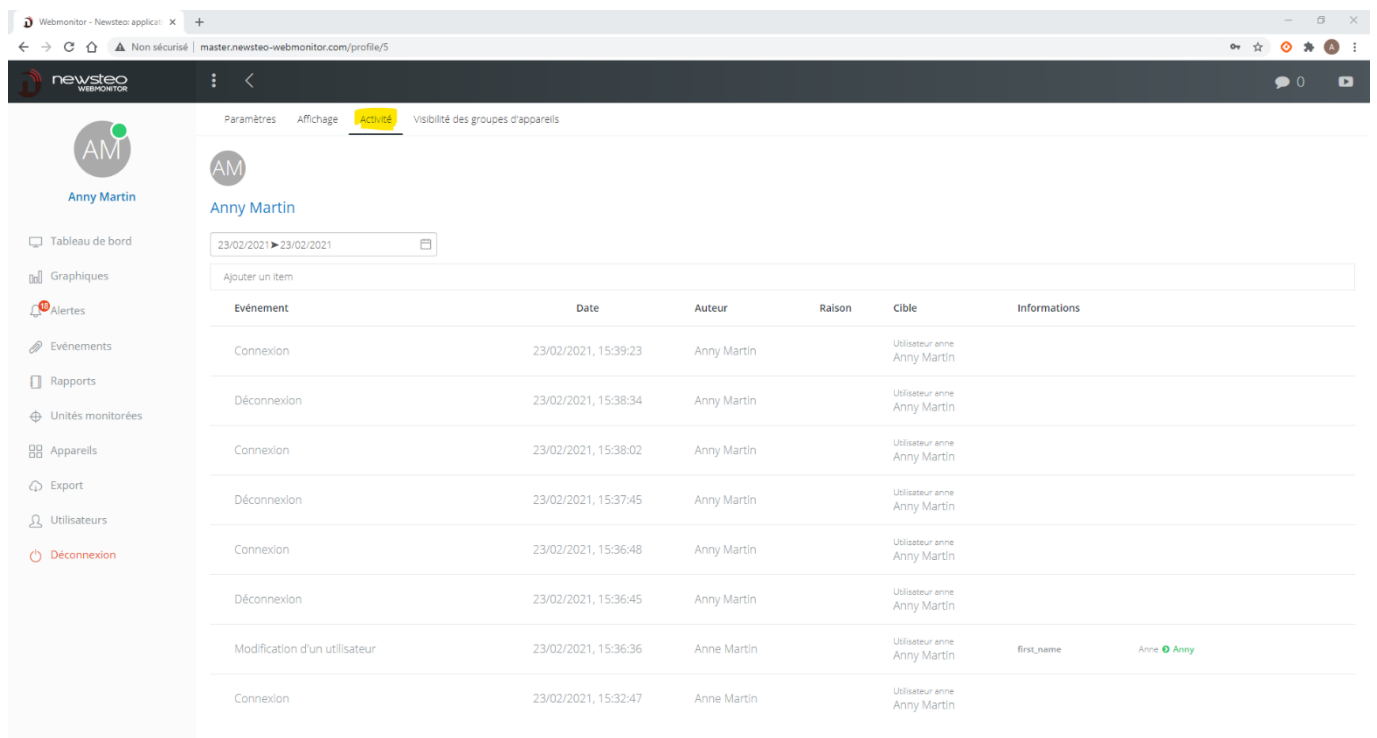 Webmonitor - Newsteo: applicati
Non sécurisé master.newsteo-webmonitor.com/profile/5
A
newsteo
WEBMONITOR
0
Paramètres Affichage Activité Visibilité des groupes d'appareils
AM
Anny Martin
Tableau de bord
Graphiques
18
Alertes
Evénements
Rapports
Unités monitorées
Appareils
Export
Utilisateurs
Déconnexion
AM
Anny Martin
23/02/2021➤23/02/2021
Ajouter un item
Evénement Date Auteur Raison Cible Informations
Utilisateur anne
Connexion 23/02/2021, 15:39:23 Anny Martin Anny Martin
Utilisateur anne
Déconnexion 23/02/2021, 15:38:34 Anny Martin Anny Martin
Utilisateur anne
Connexion 23/02/2021, 15:38:02 Anny Martin Anny Martin
Utilisateur anne
Déconnexion 23/02/2021, 15:37:45 Anny Martin Anny Martin
Utilisateur anne
Connexion 23/02/2021, 15:36:48 Anny Martin Anny Martin
Utilisateur anne
Déconnexion 23/02/2021, 15:36:45 Anny Martin Anny Martin
Utilisateur anne
Modification d'un utilisateur 23/02/2021, 15:36:36 Anne Martin Anny Martin first_name Anne Anny
Utilisateur anne
Connexion 23/02/2021, 15:32:47 Anne Martin Anny Martin